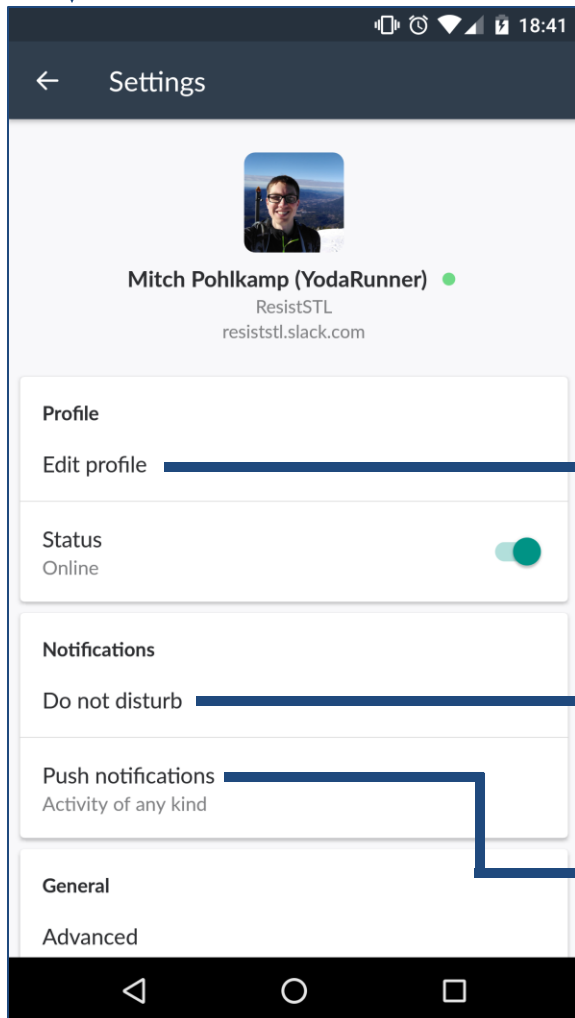 18:41
Settings
Mitch Pohlkamp (YodaRunner)
ResistSTL
resiststl.slack.com
Profile
Edit profile
Status
Online
Notifications
Do not disturb
Push notifications
Activity of any kind
General
Advanced